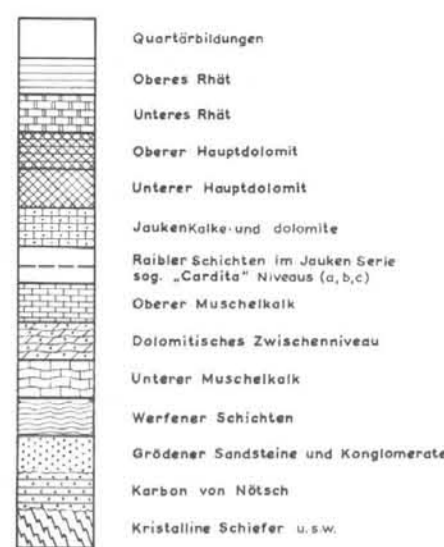 Quartärbildungen
Oberes Rhät
Unteres Rhät
Oberer Hauptdolomit
Unterer Hauptdolomit
JaukenKalke-und dolomite
Raibler Schichten im Jauken Serie
sog. „Cardita" Niveaus (a,b,c)
Oberer Muschelkalk
Dolomitisches Zwischenniveau
Unterer Muschelkalk
Werfener Schichten
Grödener Sandsteine und Konglomerate
Karbon von Nötsch
Kristalline Schiefer u.s.w.